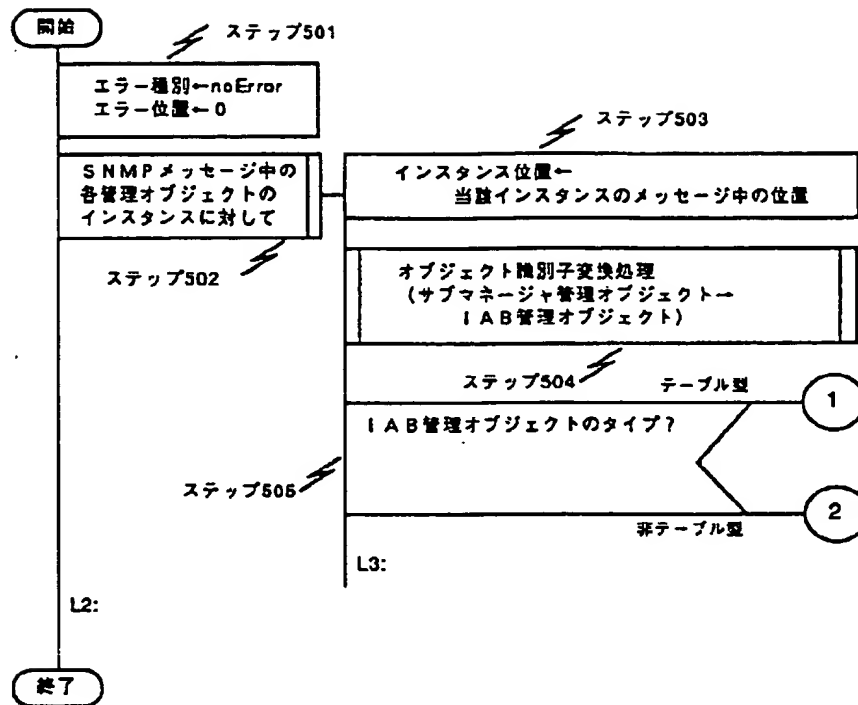 開始
ステップ501
エラー種別←noError
エラー位置←0
ステップ503
SNMPメッセージ中の
各管理オブジェクトの
インスタンスに対して
インスタンス位置←
当該インスタンスのメッセージ中の位置
ステップ502
オブジェクト識別子変換処理
(サブマネージャ管理オブジェクト→
IAB管理オブジェクト)
ステップ504
テーブル型
1
IAB管理オブジェクトのタイプ?
ステップ505
2
非テーブル型
L3:
L2:
終了